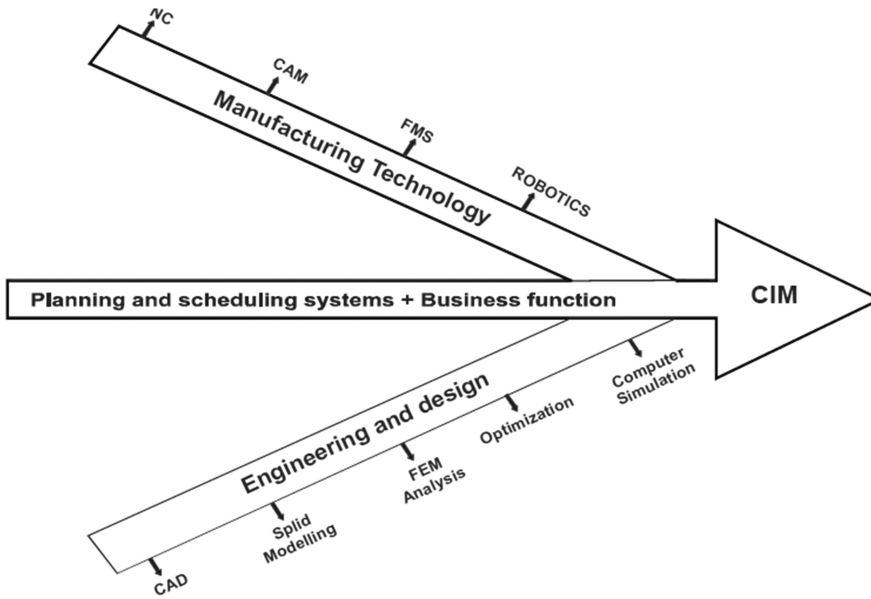 NC
CAM
FMS
ROBOTICS
Manufacturing Technology
Planning and scheduling systems + Business function
CIM
Engineering and design
Computer
Simulation
Optimization
FEM
Analysis
Splid
Modelling
CAD